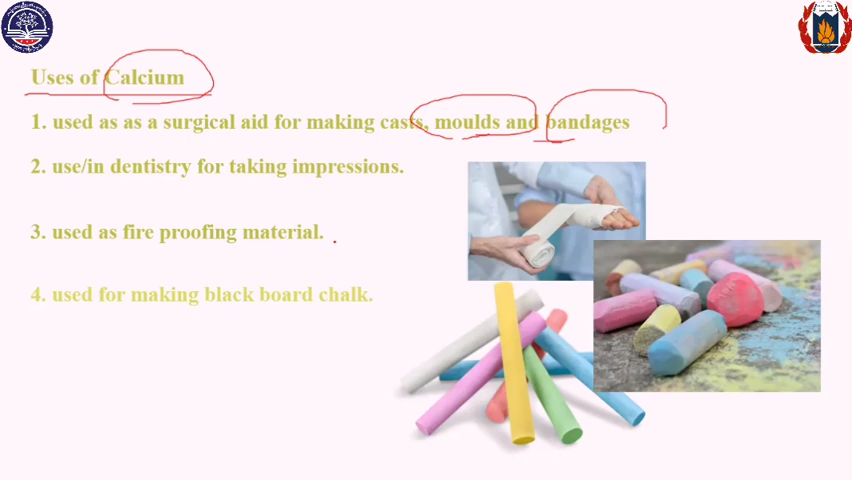 Uses of Calcium
1. used as as a surgical aid for making casts, moulds and bandages
2. use/in dentistry for taking impressions.
3. used as fire proofing material.
4. used for making black board chalk.